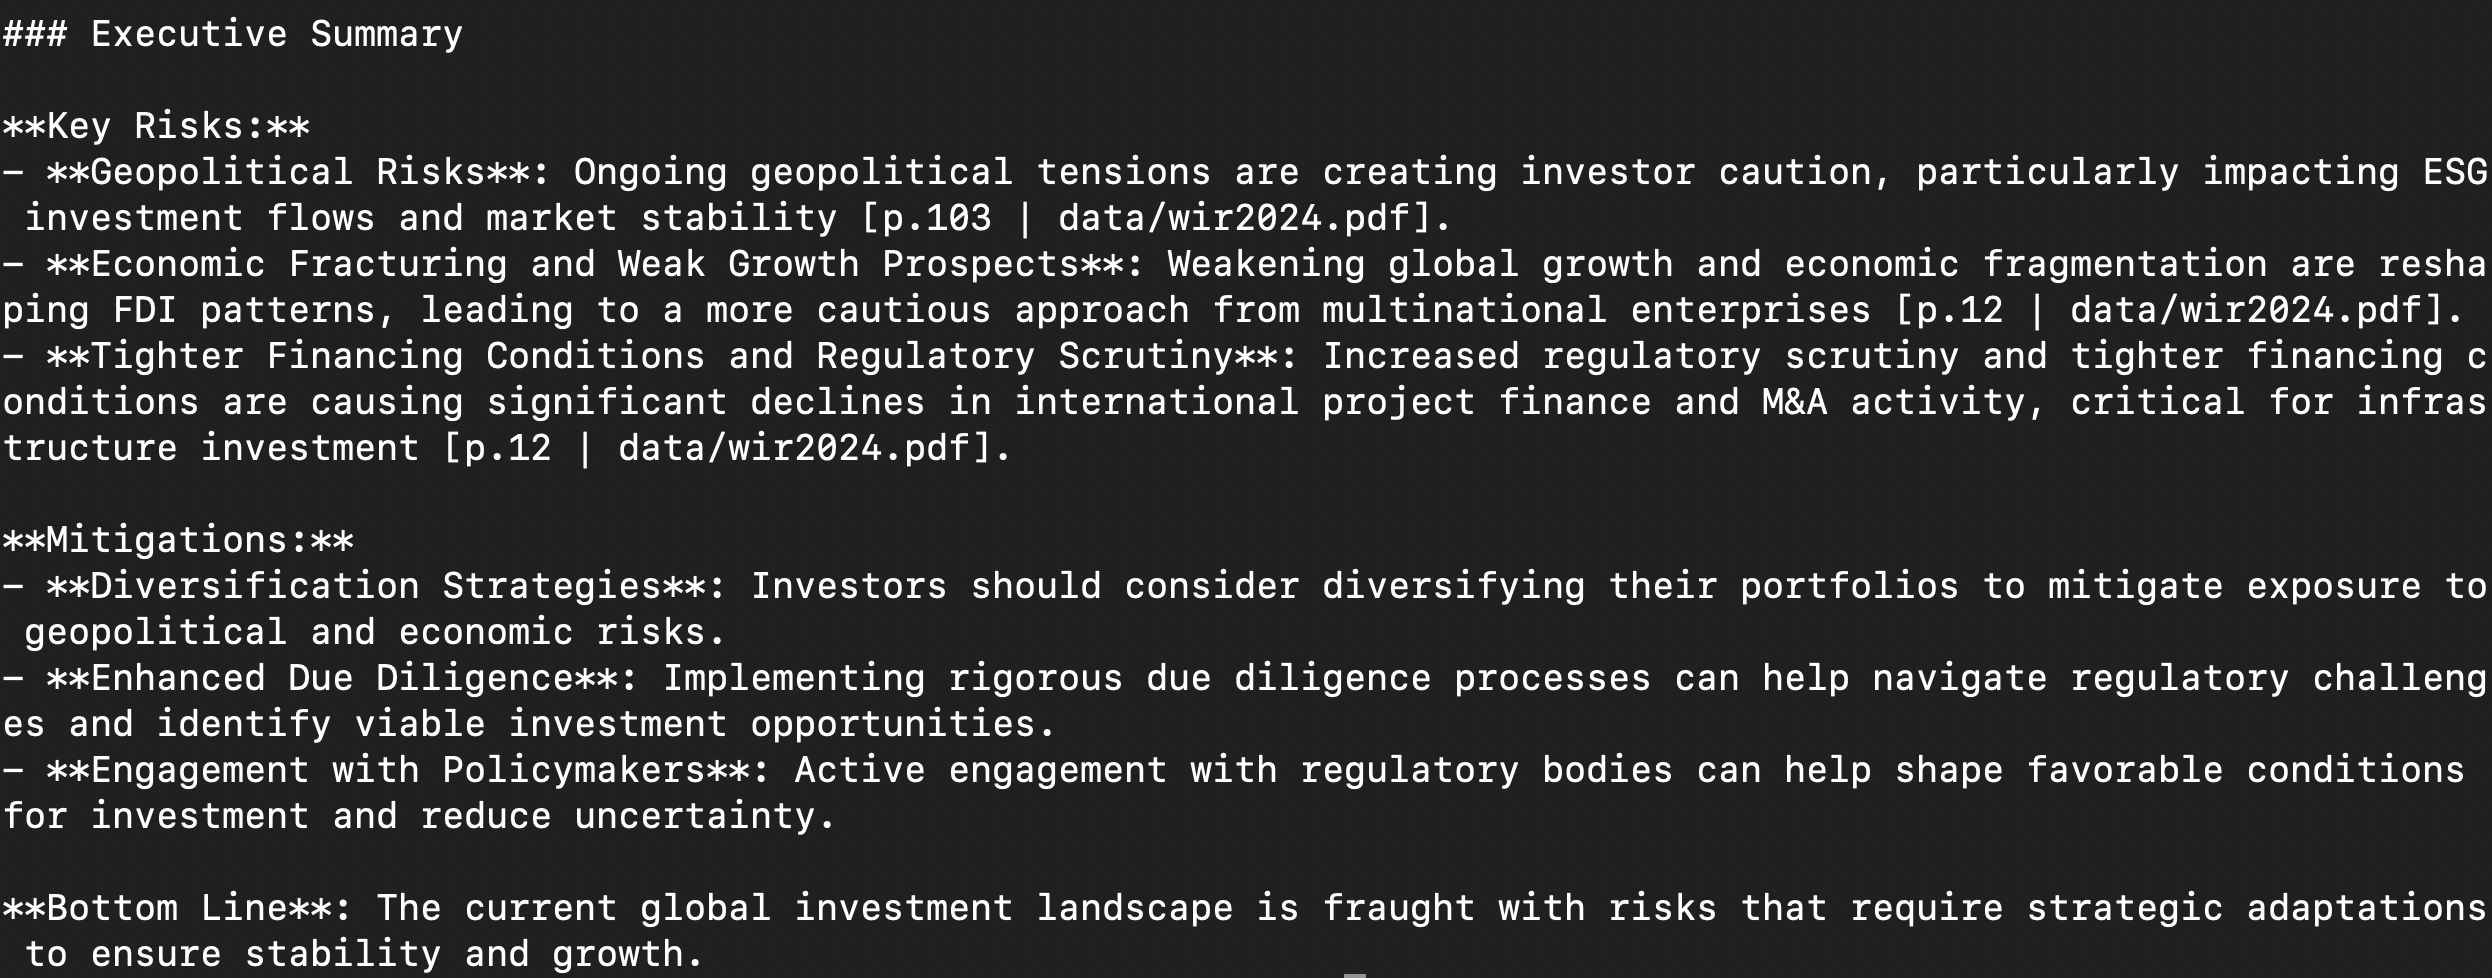 ### Executive Summary

**Key Risks:**
– **Geopolitical Risks**: Ongoing geopolitical tensions are creating investor caution, particularly impacting ESG
 investment flows and market stability [p.103 | data/wir2024.pdf].
– **Economic Fracturing and Weak Growth Prospects**: Weakening global growth and economic fragmentation are resha
ping FDI patterns, leading to a more cautious approach from multinational enterprises [p.12 | data/wir2024.pdf].
– **Tighter Financing Conditions and Regulatory Scrutiny**: Increased regulatory scrutiny and tighter financing c
onditions are causing significant declines in international project finance and M&A activity, critical for infras
tructure investment [p.12 | data/wir2024.pdf].

**Mitigations:**
– **Diversification Strategies**: Investors should consider diversifying their portfolios to mitigate exposure to
 geopolitical and economic risks.
– **Enhanced Due Diligence**: Implementing rigorous due diligence processes can help navigate regulatory challeng
es and identify viable investment opportunities.
– **Engagement with Policymakers**: Active engagement with regulatory bodies can help shape favorable conditions
for investment and reduce uncertainty.

**Bottom Line**: The current global investment landscape is fraught with risks that require strategic adaptations
 to ensure stability and growth.